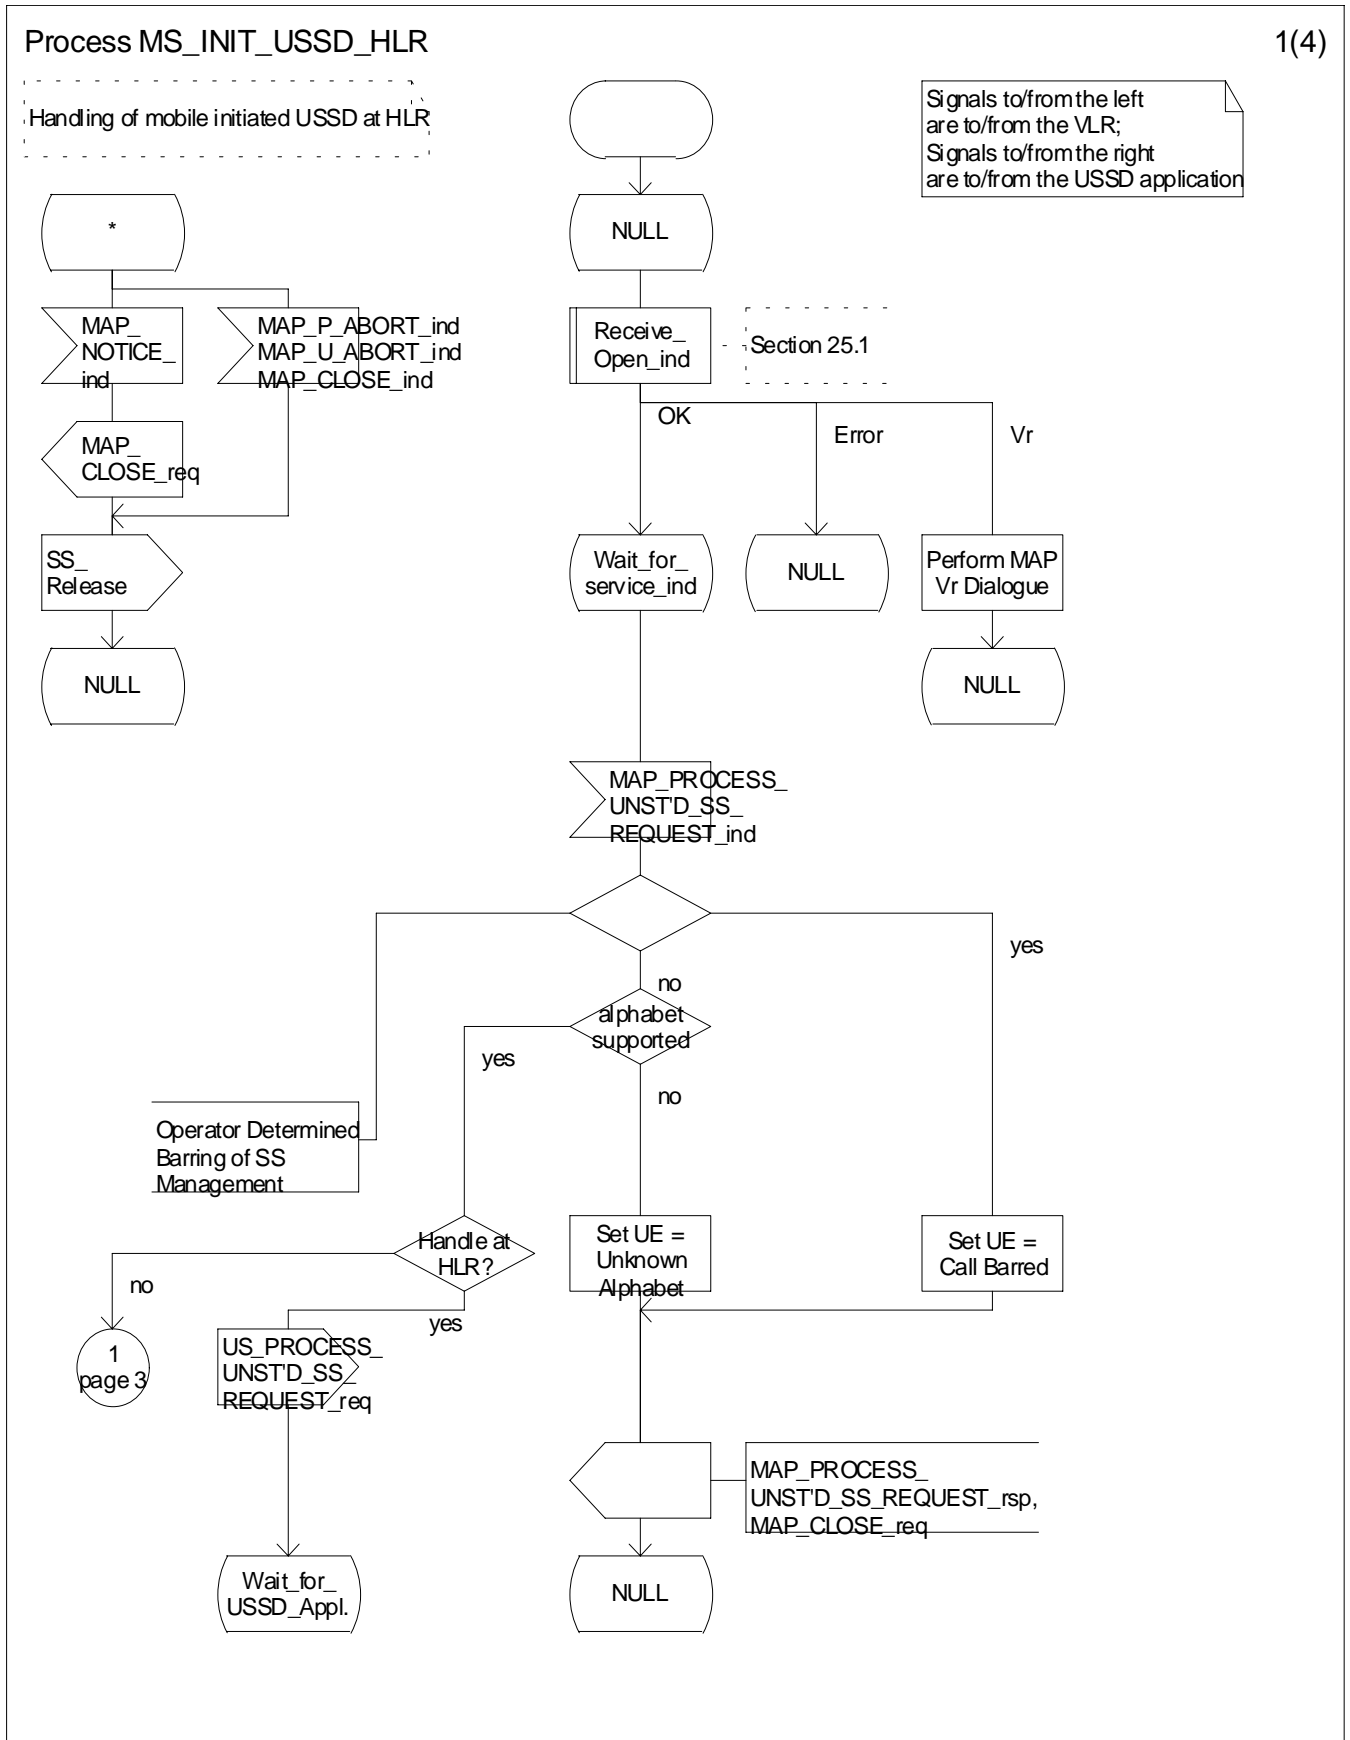 Process MS_INIT_USSD_HLR
1(4)
Handling of mobile initiated USSD at HLR
Signals to/from the left
are to/from the VLR;
Signals to/from the right
are to/from the USSD application
*
NULL
MAP_
NOTICE_
ind
MAP_P_ABORT_ind
MAP_U_ABORT_ind
MAP_CLOSE_ind
Receive_
Open_ind
Section 25.1
OK
Error
Vr
MAP_
CLOSE_req
SS_
Release
Wait_for_
service_ind
NULL
Perform MAP
Vr Dialogue
NULL
NULL
MAP_PROCESS_
UNST'D_SS_
REQUEST_ind
yes
no
alphabet
supported
yes
no
Operator Determined
Barring of SS
Management
Handle at
HLR?
Set UE =
Unknown
Alphabet
Set UE =
Call Barred
no
yes
1
page 3
US_PROCESS_
UNST'D_SS_
REQUEST_req
MAP_PROCESS_
UNST'D_SS_REQUEST_rsp,
MAP_CLOSE_req
Wait_for_
USSD_Appl.
NULL